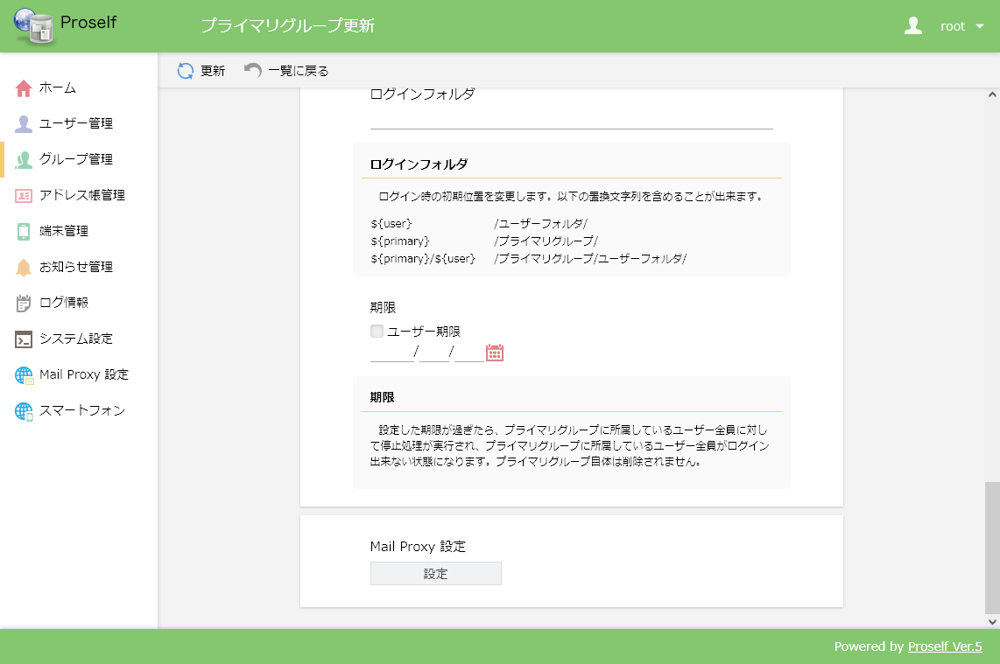 Proself
プライマリグループ更新
root
更新
一覧に戻る
ホーム
ユーザー管理
グループ管理
アドレス帳管理
端末管理
お知らせ管理
ログ情報
システム設定
Mail Proxy 設定
スマートフォン
ログインフォルダ
ログインフォルダ
ログイン時の初期位置を変更します。以下の置換文字列を含めることが出来ます。
${user} /ユーザーフォルダ/
${primary} /プライマリグループ/
${primary}/${user} /プライマリグループ/ユーザーフォルダ/
期限
ユーザー期限
/ /
期限
設定した期限が過ぎたら、プライマリグループに所属しているユーザー全員に対し
て停止処理が実行され、プライマリグループに所属しているユーザー全員がログイン
出来ない状態になります。プライマリグループ自体は削除されません。
Mail Proxy 設定
設定
Powered by Proself Ver.5